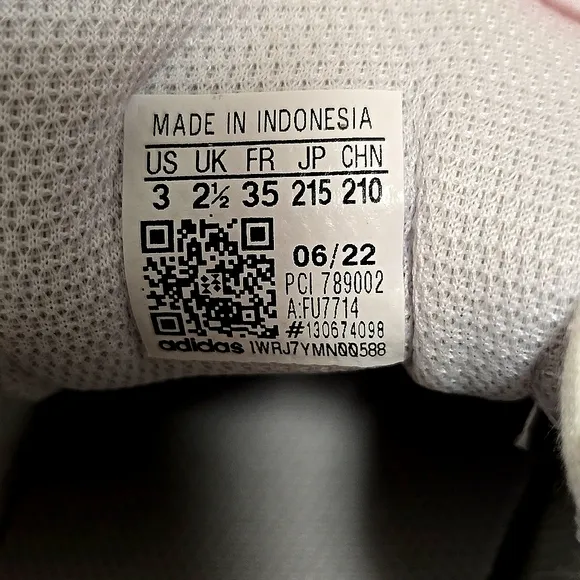 MADE IN INDONESIA
US UK FR JP CHN
3 2½ 35 215 210
06/22
PCI 789002
A:FU7714
#130674098
adidas 1WRJ7YMN00588